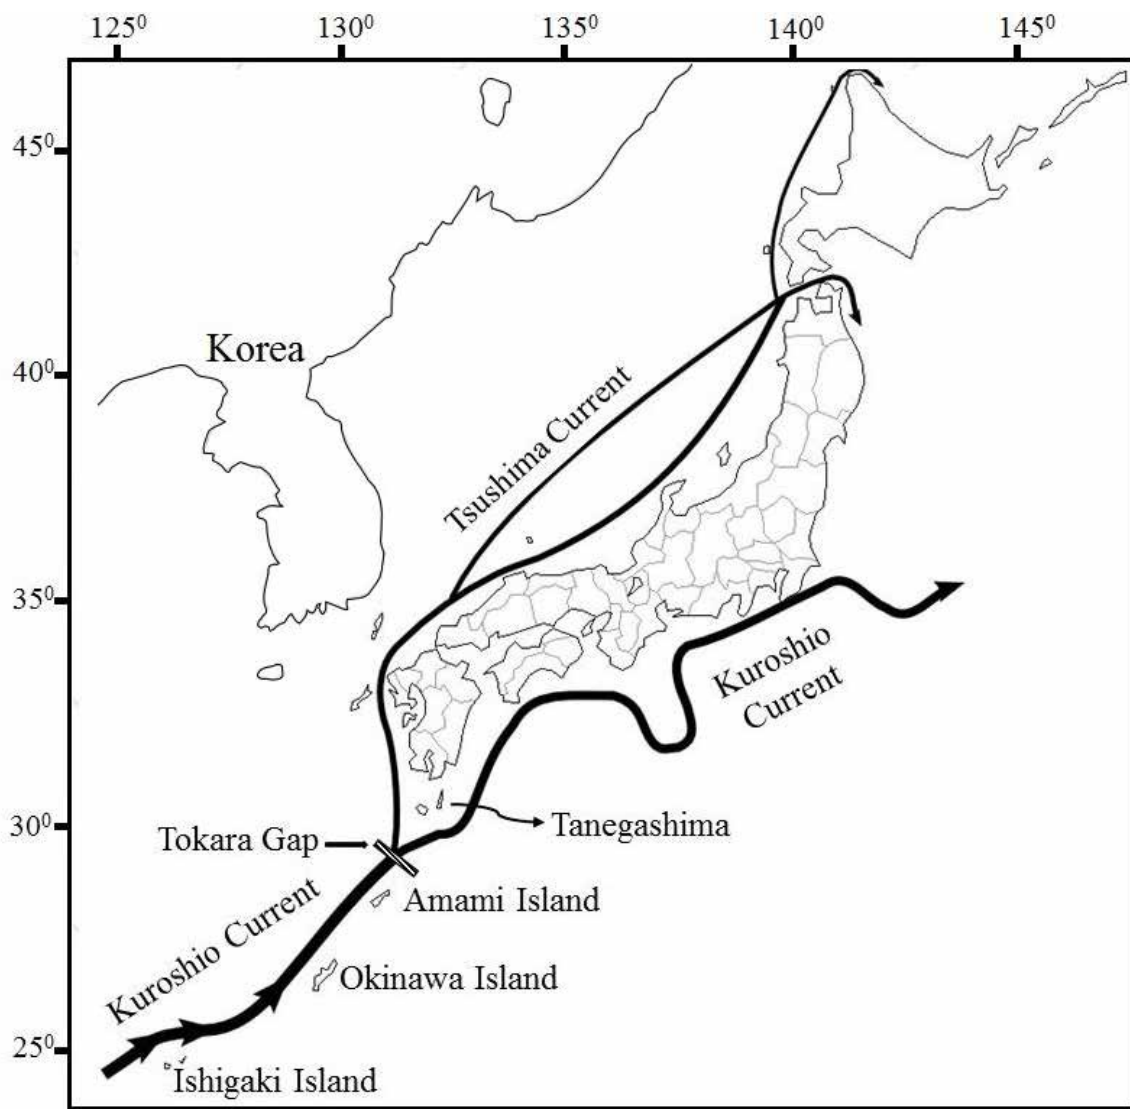 125⁰ 130⁰ 135⁰ 140⁰ 145⁰
45⁰
Korea
40⁰
Tsushima Current
35⁰
Kuroshio
Current
30⁰
Tokara Gap
Tanegashima
Amami Island
Kuroshio Current
Okinawa Island
25⁰
Ishigaki Island